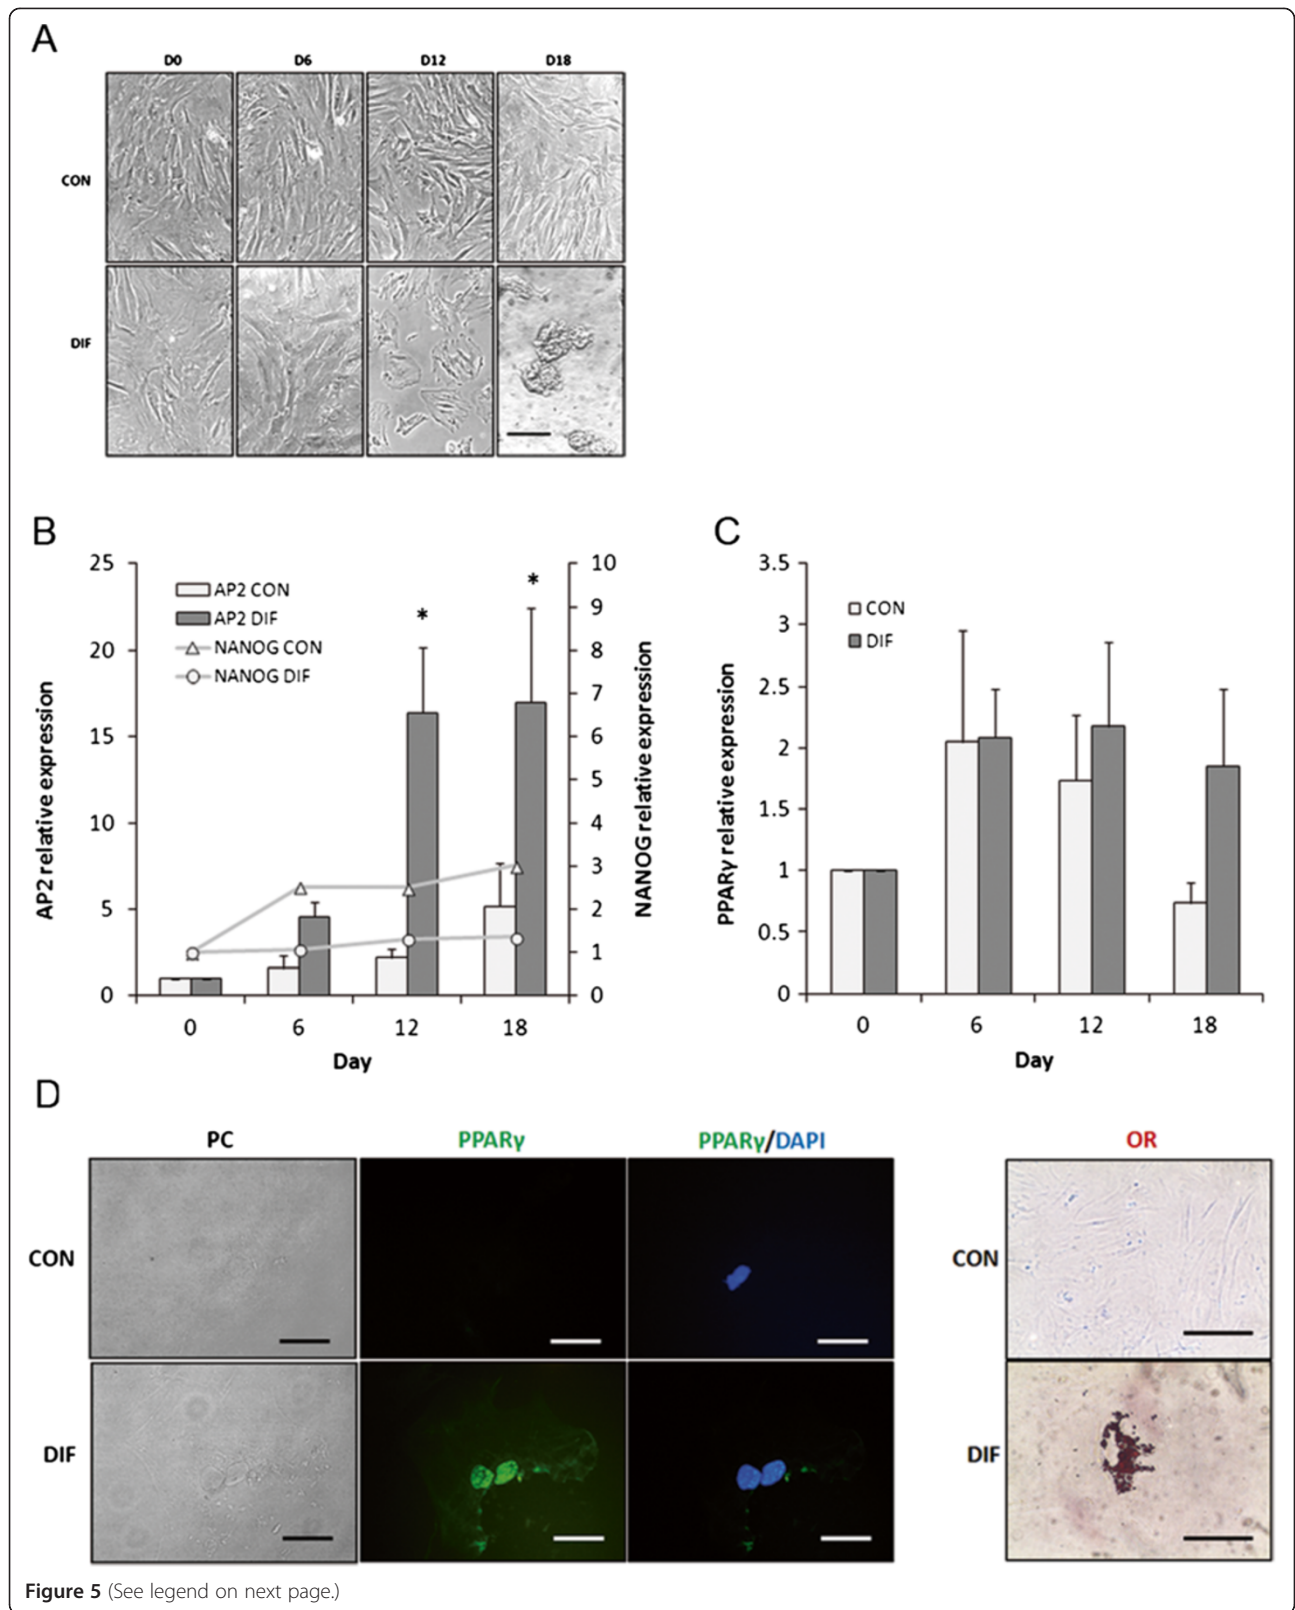 A
D0 D6 D12 D18
CON
DIF
B
AP2 relative expression
25
20
15
10
5
0
AP2 CON
AP2 DIF
NANOG CON
NANOG DIF
*
*
10
9
8
7
6
5
4
3
2
1
0
NANOG relative expression
0 6 12 18
Day
C
PPARγ relative expression
3.5
3
2.5
2
1.5
1
0.5
0
CON
DIF
0 6 12 18
Day
D
PC PPARγ PPARγ/DAPI OR
CON CON
DIF DIF
Figure 5 (See legend on next page.)